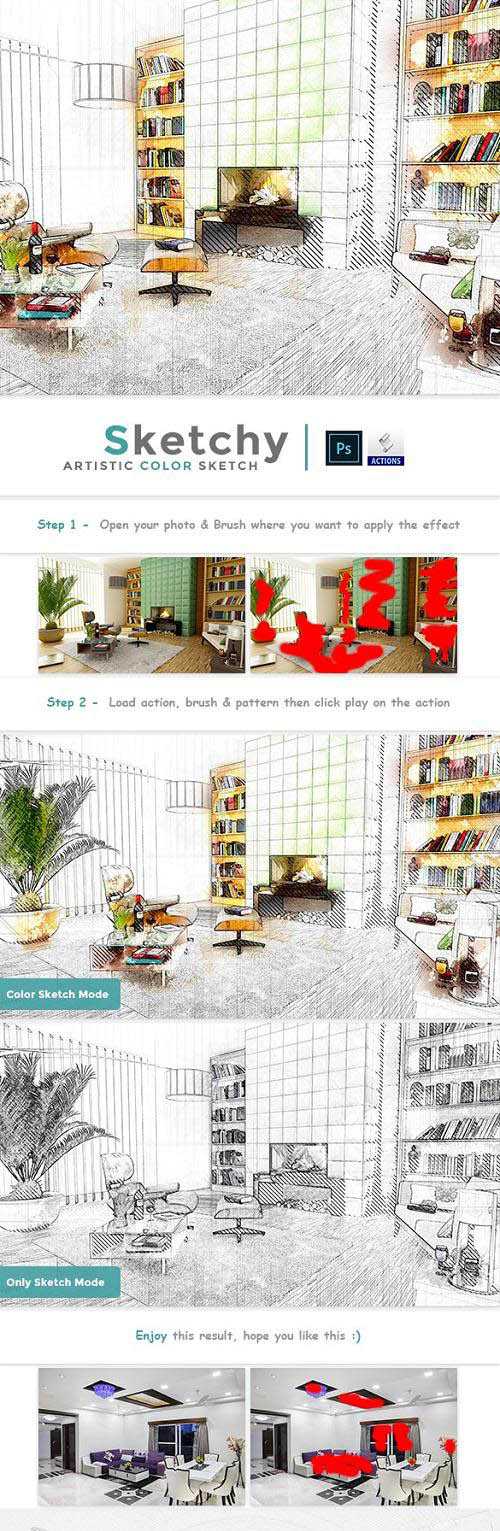 Sketchy
ARTISTIC COLOR SKETCH
Ps
ACTIONS
Step 1 - Open your photo & Brush where you want to apply the effect
Step 2 - Load action, brush & pattern then click play on the action
Color Sketch Mode
Only Sketch Mode
Enjoy this result, hope you like this :)